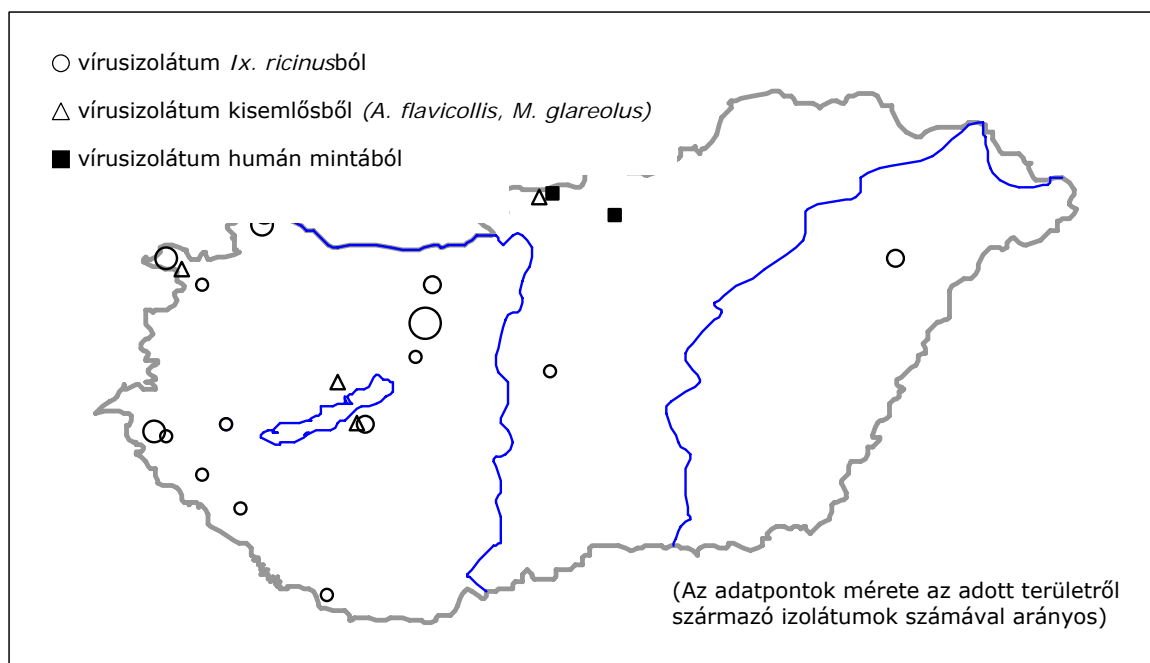 vírusizolátum Ix. ricinusból
vírusizolátum kisemlősből (A. flavicollis, M. glareolus)
vírusizolátum humán mintából
(Az adatpontok mérete az adott területről
származó izolátumok számával arányos)